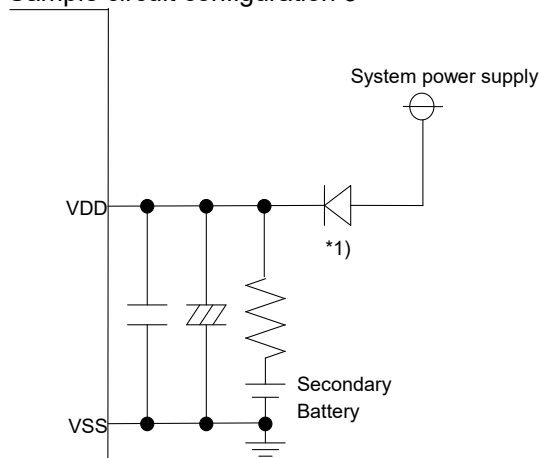 Sample circuit configuration 3
System power supply
VDD
*1)
Secondary
Battery
VSS